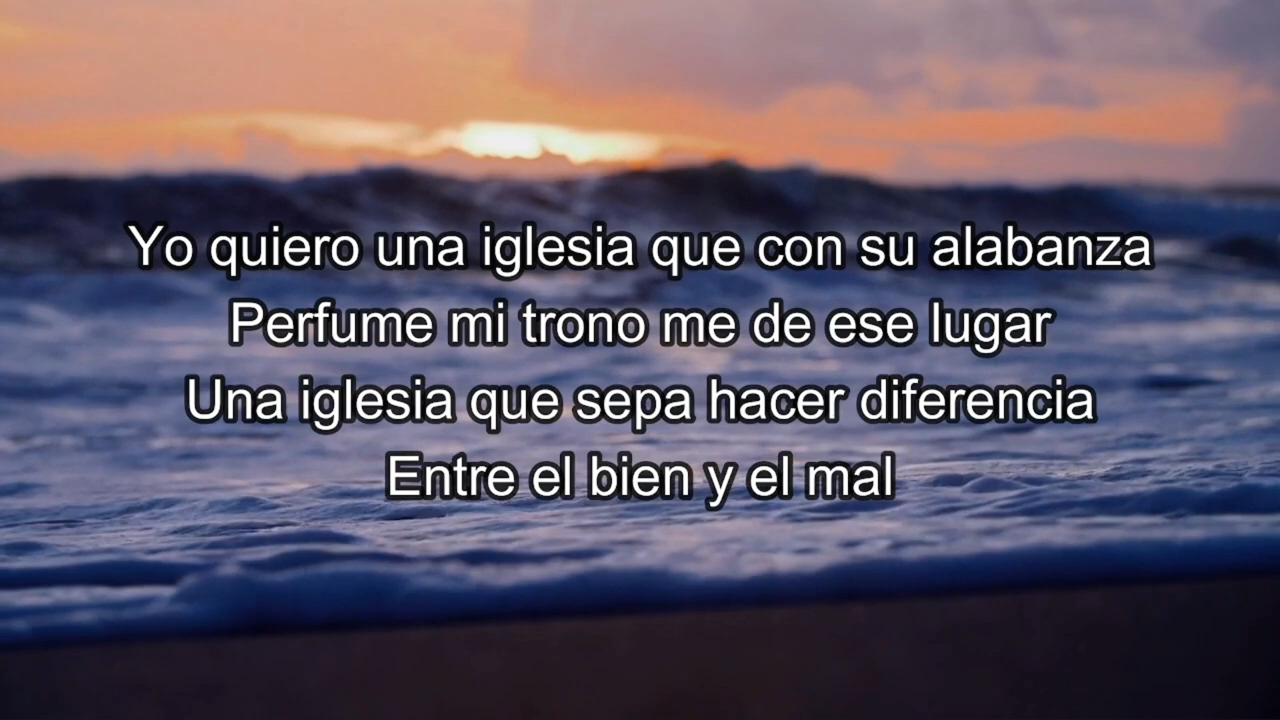 Yo quiero una iglesia que con su alabanza
Perfume mi trono me de ese lugar
Una iglesia que sepa hacer diferencia
Entre el bien y el mal